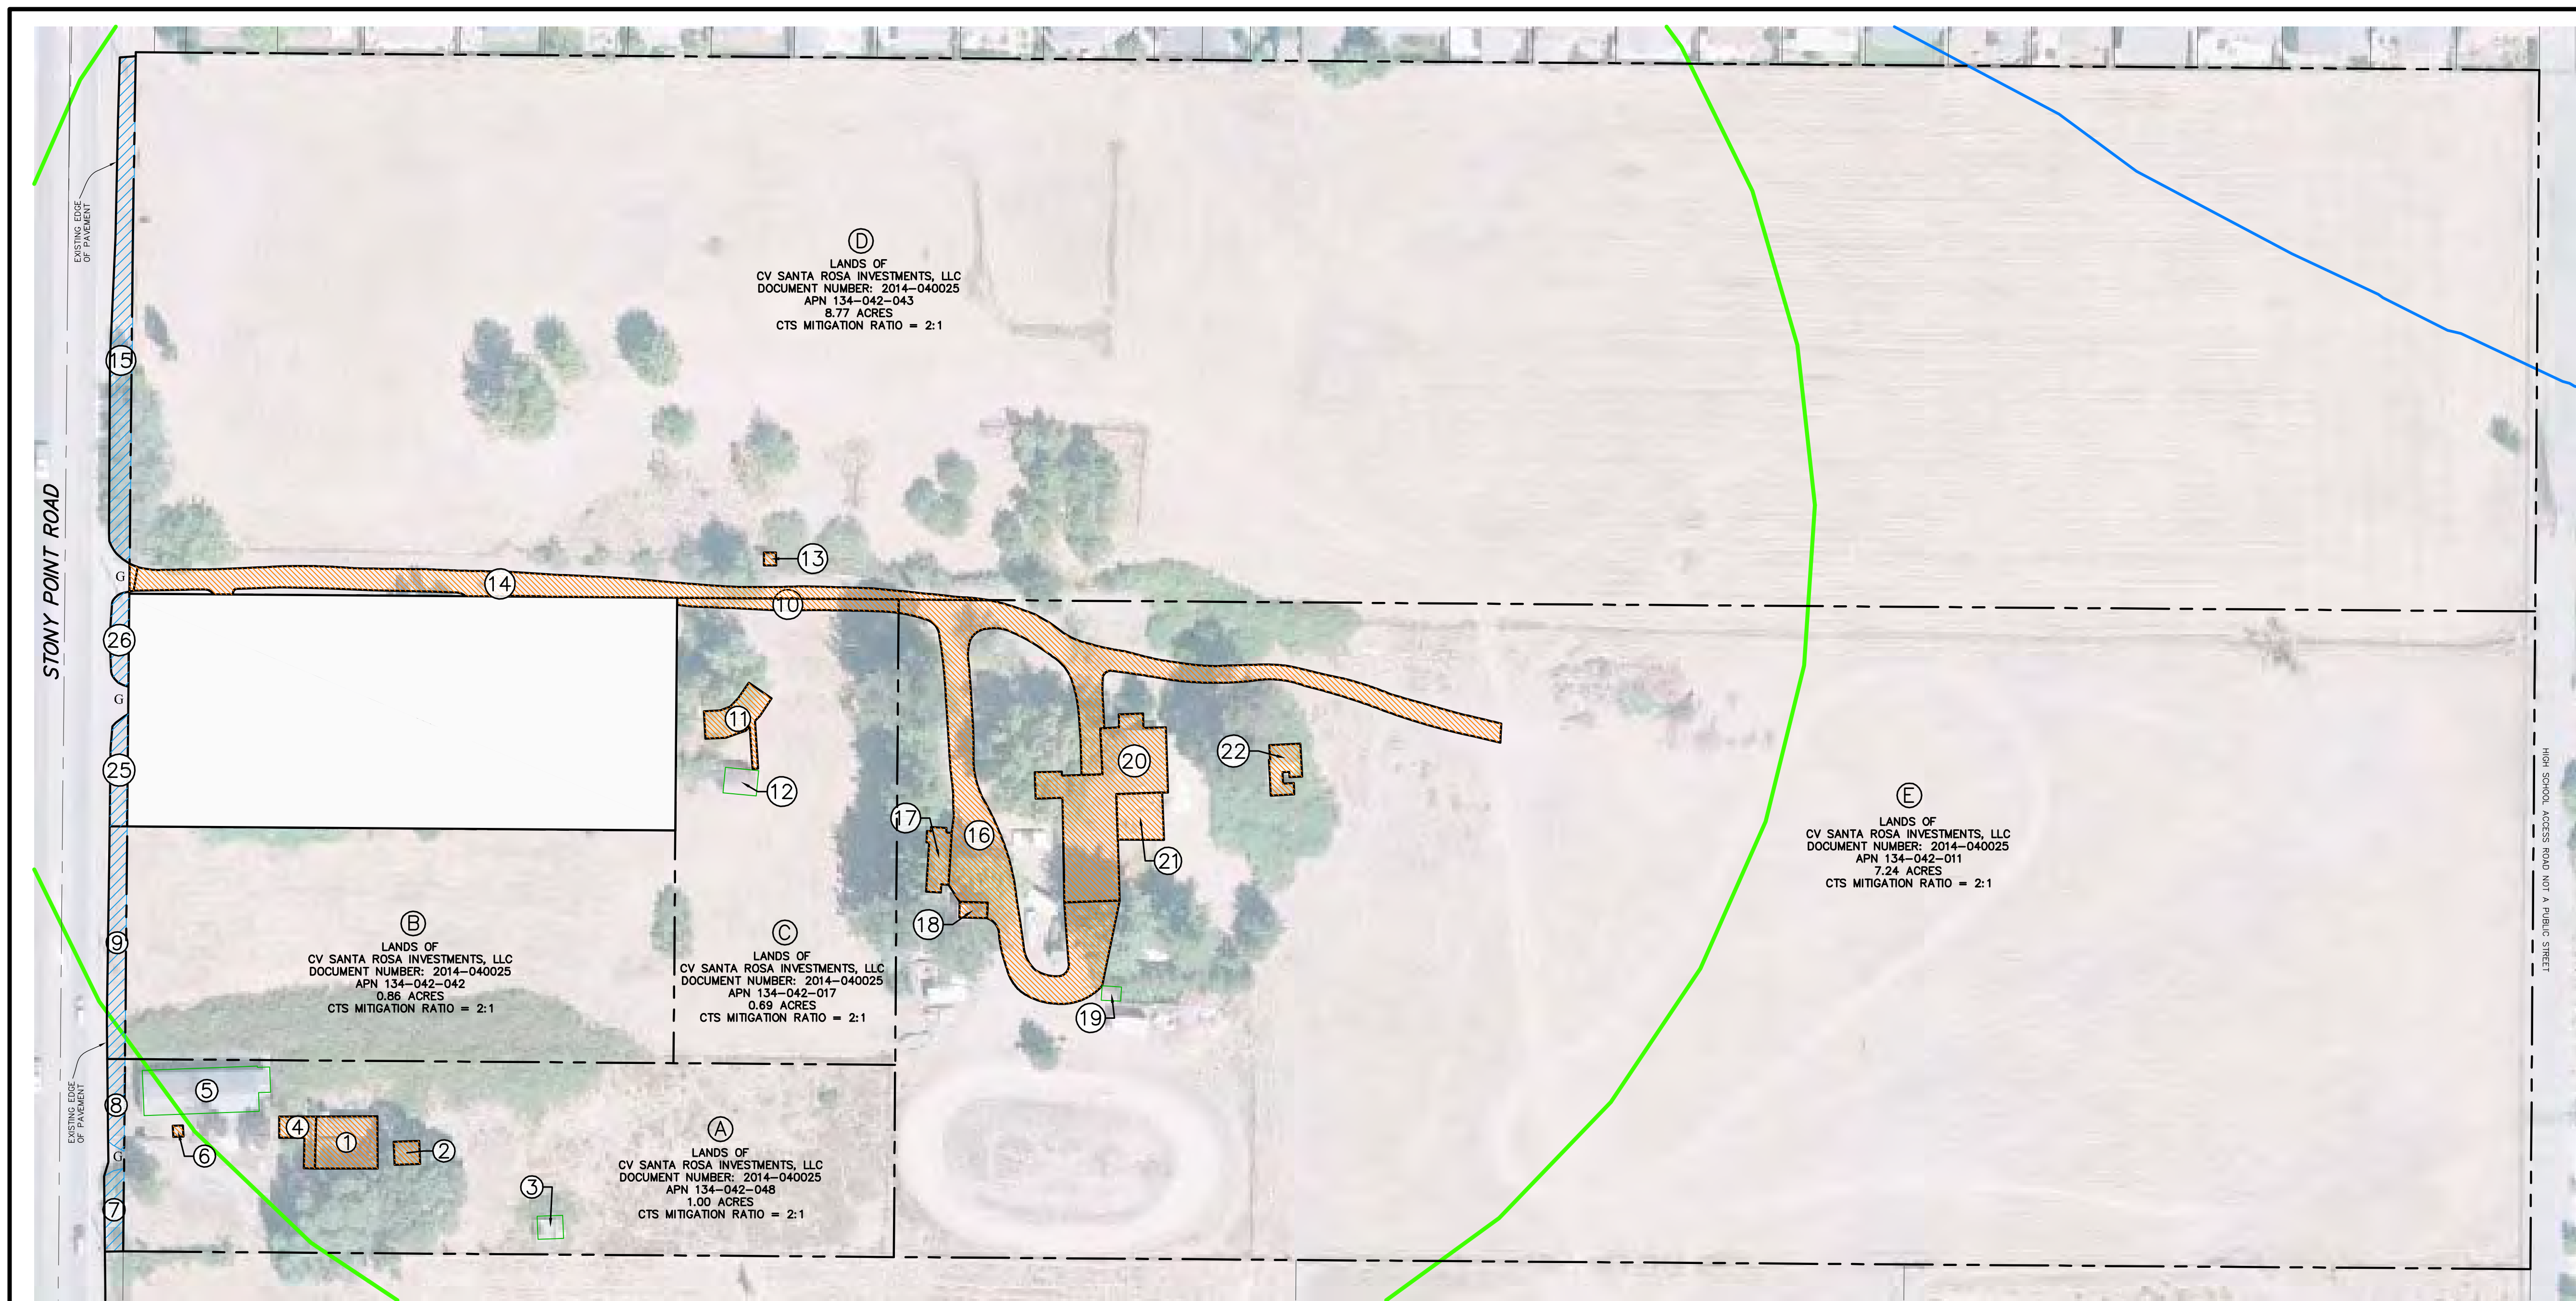 EXISTING EDGE
OF PAVEMENT
D
LANDS OF
CV SANTA ROSA INVESTMENTS, LLC
DOCUMENT NUMBER: 2014-040025
APN 134-042-043
8.77 ACRES
CTS MITIGATION RATIO = 2:1
15
STONY POINT ROAD
G
14
13
10
26
G
25
11
12
17
16
18
19
20
21
22
E
LANDS OF
CV SANTA ROSA INVESTMENTS, LLC
DOCUMENT NUMBER: 2014-040025
APN 134-042-011
7.24 ACRES
CTS MITIGATION RATIO = 2:1
HIGH SCHOOL ACCESS ROAD NOT A PUBLIC STREET
9
B
LANDS OF
CV SANTA ROSA INVESTMENTS, LLC
DOCUMENT NUMBER: 2014-040025
APN 134-042-042
0.86 ACRES
CTS MITIGATION RATIO = 2:1
C
LANDS OF
CV SANTA ROSA INVESTMENTS, LLC
DOCUMENT NUMBER: 2014-040025
APN 134-042-017
0.69 ACRES
CTS MITIGATION RATIO = 2:1
EXISTING EDGE
OF PAVEMENT
8
5
4
1
2
6
G
7
3
A
LANDS OF
CV SANTA ROSA INVESTMENTS, LLC
DOCUMENT NUMBER: 2014-040025
APN 134-042-048
1.00 ACRES
CTS MITIGATION RATIO = 2:1